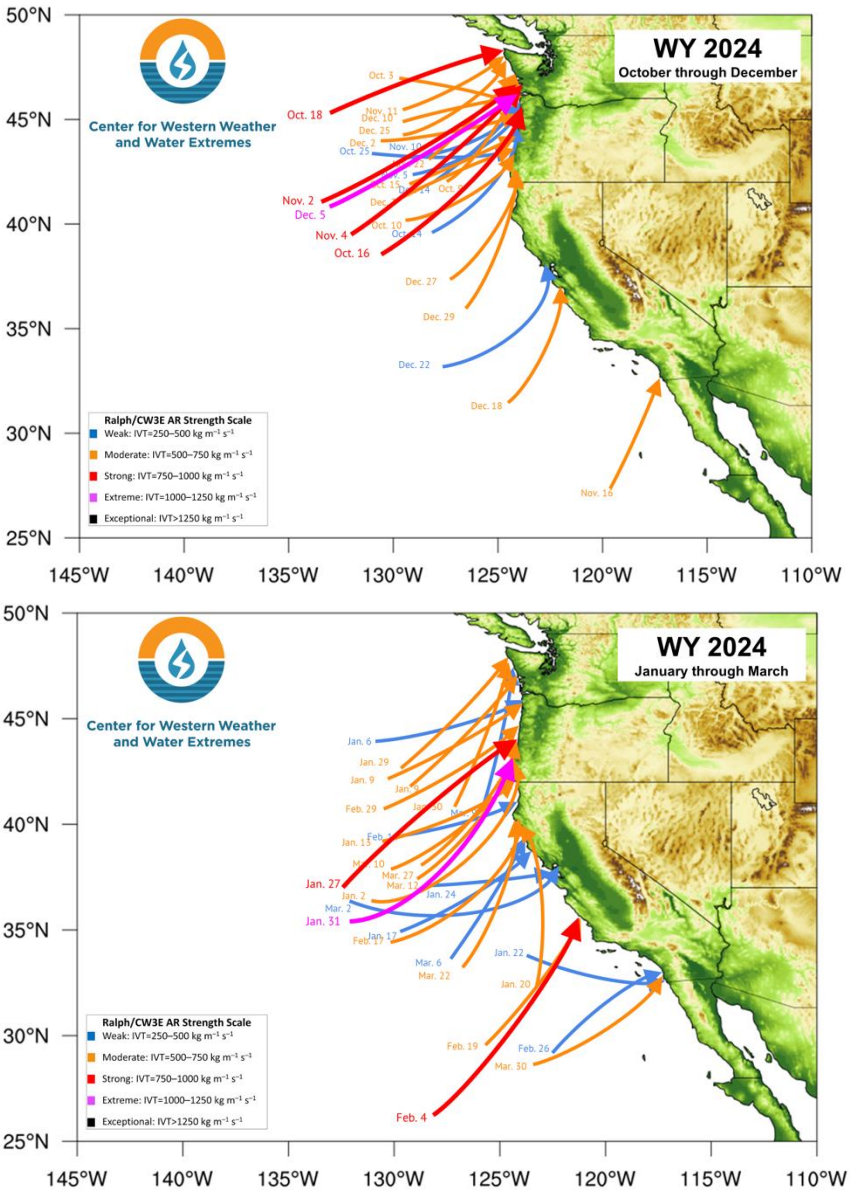 50°N
WY 2024
October through December
Center for Western Weather
and Water Extremes
Oct. 3
Oct. 18
Nov. 11
Dec. 10
45°N
Dec. 25
Dec. 2
Nov. 10
Oct. 25
Nov. 2
Dec. 5
Oct. 10
40°N
Nov. 4
Oct. 16
Dec. 27
Dec. 29
35°N
Dec. 22
Dec. 18
Nov. 16
30°N
Ralph/CW3E AR Strength Scale
Weak: IVT=250–500 kg m⁻¹ s⁻¹
Moderate: IVT=500–750 kg m⁻¹ s⁻¹
Strong: IVT=750–1000 kg m⁻¹ s⁻¹
Extreme: IVT=1000–1250 kg m⁻¹ s⁻¹
Exceptional: IVT>1250 kg m⁻¹ s⁻¹
25°N
145°W 140°W 135°W 130°W 125°W 120°W 115°W 110°W
50°N
WY 2024
January through March
Center for Western Weather
and Water Extremes
45°N
Jan. 6
Jan. 29
Jan. 9
Jan. 9
Feb. 29
40°N
Jan. 13
Mar. 10
Mar. 27
Mar. 12
Jan. 27
Jan. 24
Jan. 2
Mar. 2
Jan. 31
Jan. 17
Feb. 17
35°N
Jan. 22
Mar. 6
Mar. 22
Jan. 20
Feb. 19
Feb. 26
Mar. 30
30°N
Feb. 4
Ralph/CW3E AR Strength Scale
Weak: IVT=250–500 kg m⁻¹ s⁻¹
Moderate: IVT=500–750 kg m⁻¹ s⁻¹
Strong: IVT=750–1000 kg m⁻¹ s⁻¹
Extreme: IVT=1000–1250 kg m⁻¹ s⁻¹
Exceptional: IVT>1250 kg m⁻¹ s⁻¹
25°N
145°W 140°W 135°W 130°W 125°W 120°W 115°W 110°W